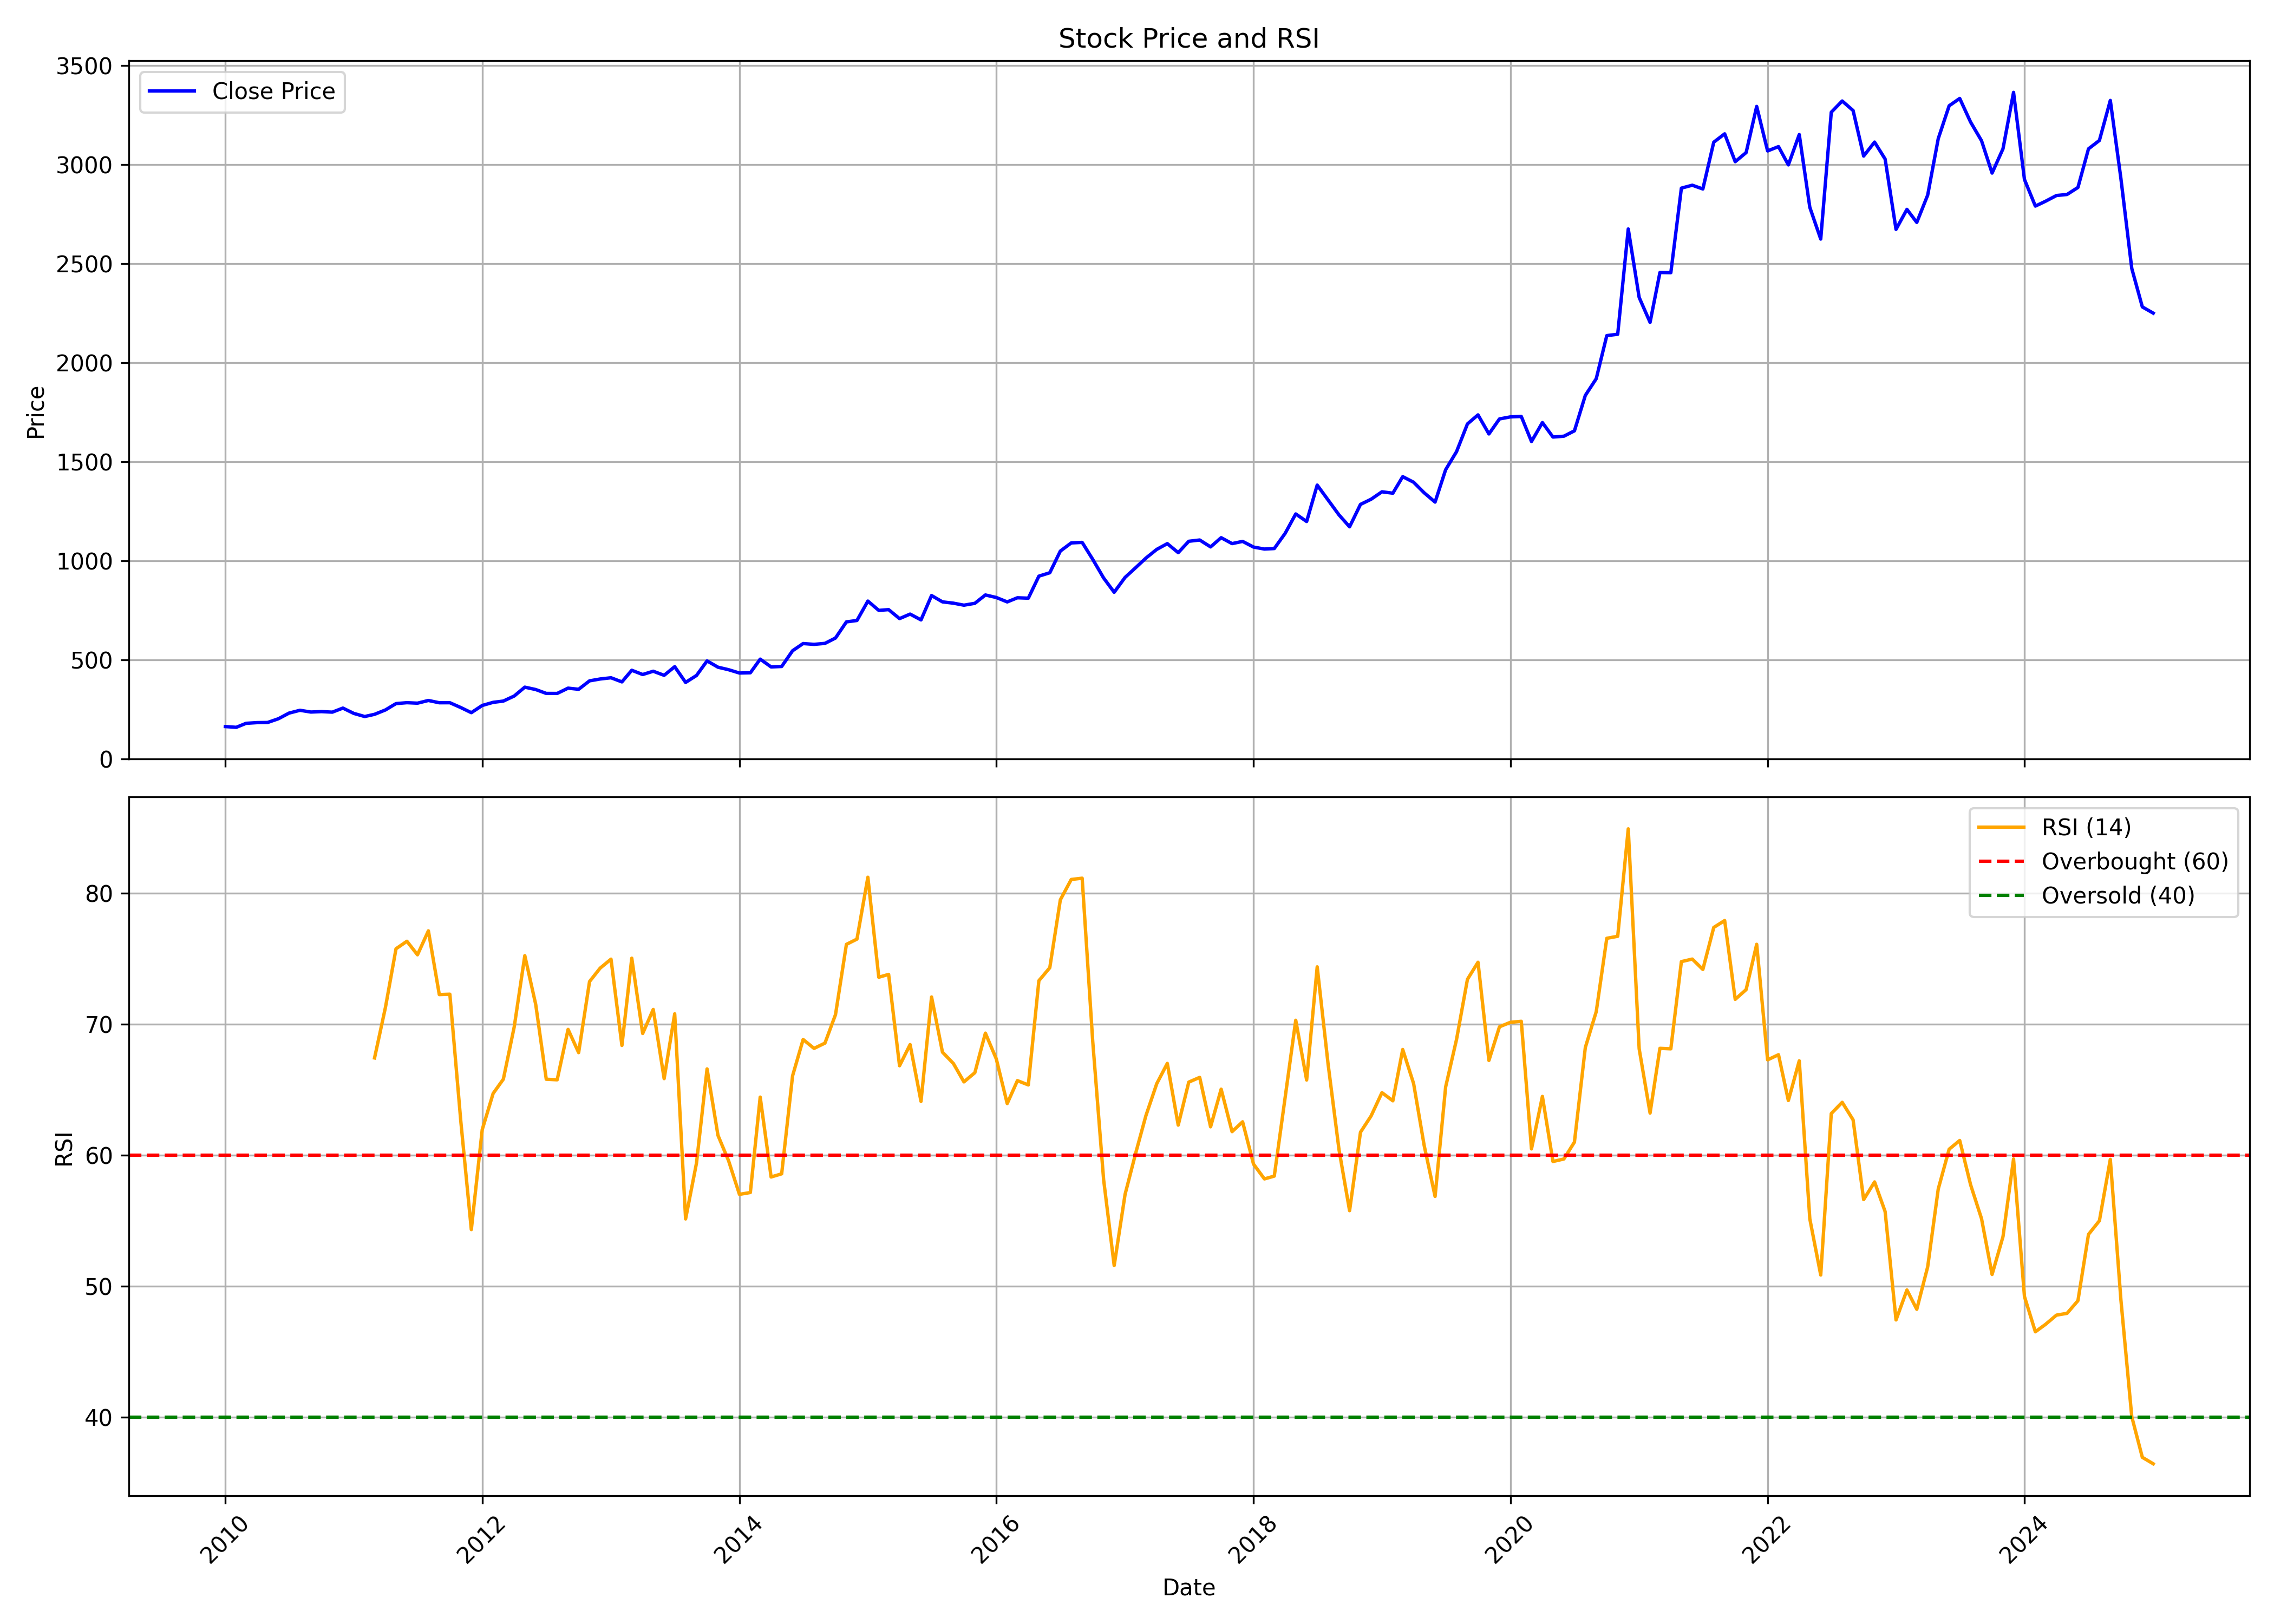 Stock Price and RSI
3500
3000
2500
2000
1500
1000
500
0
Price
Close Price
80
70
60
50
40
RSI
RSI (14)
Overbought (60)
Oversold (40)
2010
2012
2014
2016
2018
2020
2022
2024
Date